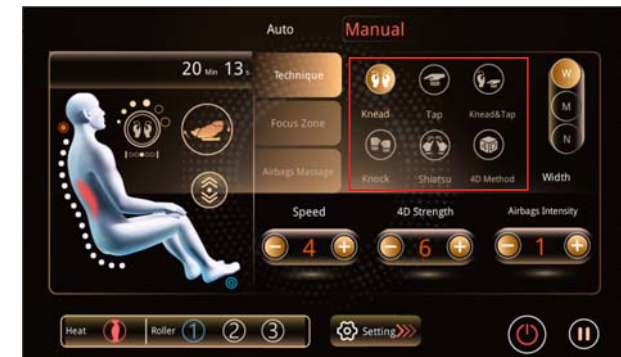 Auto Manual
20 Min 13 s
Technique
Focus Zone
Airbags Massage
Knead Tap Knead&Tap
Knock Shiatsu 4D Method
W
M
N
Width
Speed 4D Strength Airbags Intensity
4 6 1
Heat Roller 1 2 3 Setting